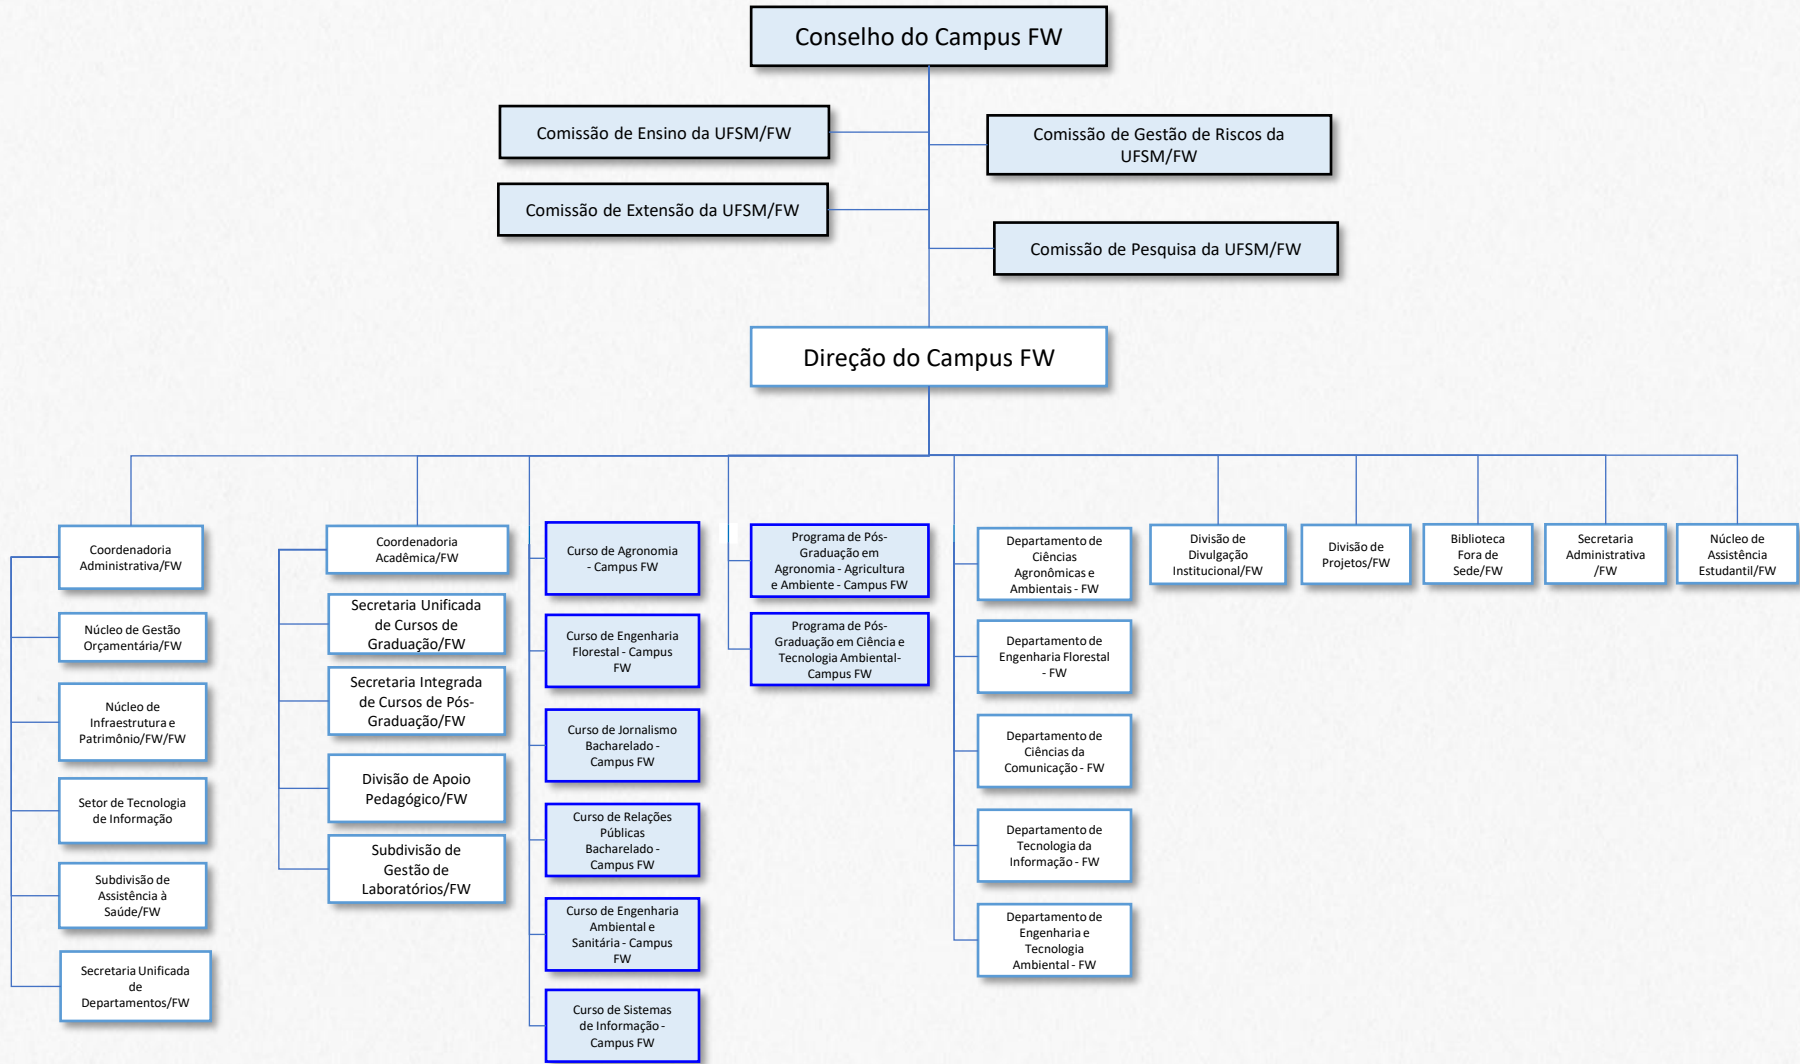 Conselho do Campus FW
Comissão de Ensino da UFSM/FW
Comissão de Gestão de Riscos da
UFSM/FW
Comissão de Extensão da UFSM/FW
Comissão de Pesquisa da UFSM/FW
Direção do Campus FW
Coordenadoria
Administrativa/FW
Núcleo de Gestão
Orçamentária/FW
Núcleo de
Infraestrutura e
Patrimônio/FW/FW
Setor de Tecnologia
de Informação
Subdivisão de
Assistência à
Saúde/FW
Secretaria Unificada
de
Departamentos/FW
Coordenadoria
Acadêmica/FW
Secretaria Unificada
de Cursos de
Graduação/FW
Secretaria Integrada
de Cursos de Pós-
Graduação/FW
Divisão de Apoio
Pedagógico/FW
Subdivisão de
Gestão de
Laboratórios/FW
Curso de Agronomia
- Campus FW
Curso de Engenharia
Florestal - Campus
FW
Curso de Jornalismo
Bacharelado -
Campus FW
Curso de Relações
Públicas
Bacharelado -
Campus FW
Curso de Engenharia
Ambiental e
Sanitária - Campus
FW
Curso de Sistemas
de Informação -
Campus FW
Programa de Pós-
Graduação em
Agronomia - Agricultura
e Ambiente - Campus FW
Programa de Pós-
Graduação em Ciência e
Tecnologia Ambiental-
Campus FW
Departamento de
Ciências
Agronômicas e
Ambientais - FW
Departamento de
Engenharia Florestal
- FW
Departamento de
Ciências da
Comunicação - FW
Departamento de
Tecnologia da
Informação - FW
Departamento de
Engenharia e
Tecnologia
Ambiental - FW
Divisão de
Divulgação
Institucional/FW
Divisão de
Projetos/FW
Biblioteca
Fora de
Sede/FW
Secretaria
Administrativa
/FW
Núcleo de
Assistência
Estudantil/FW